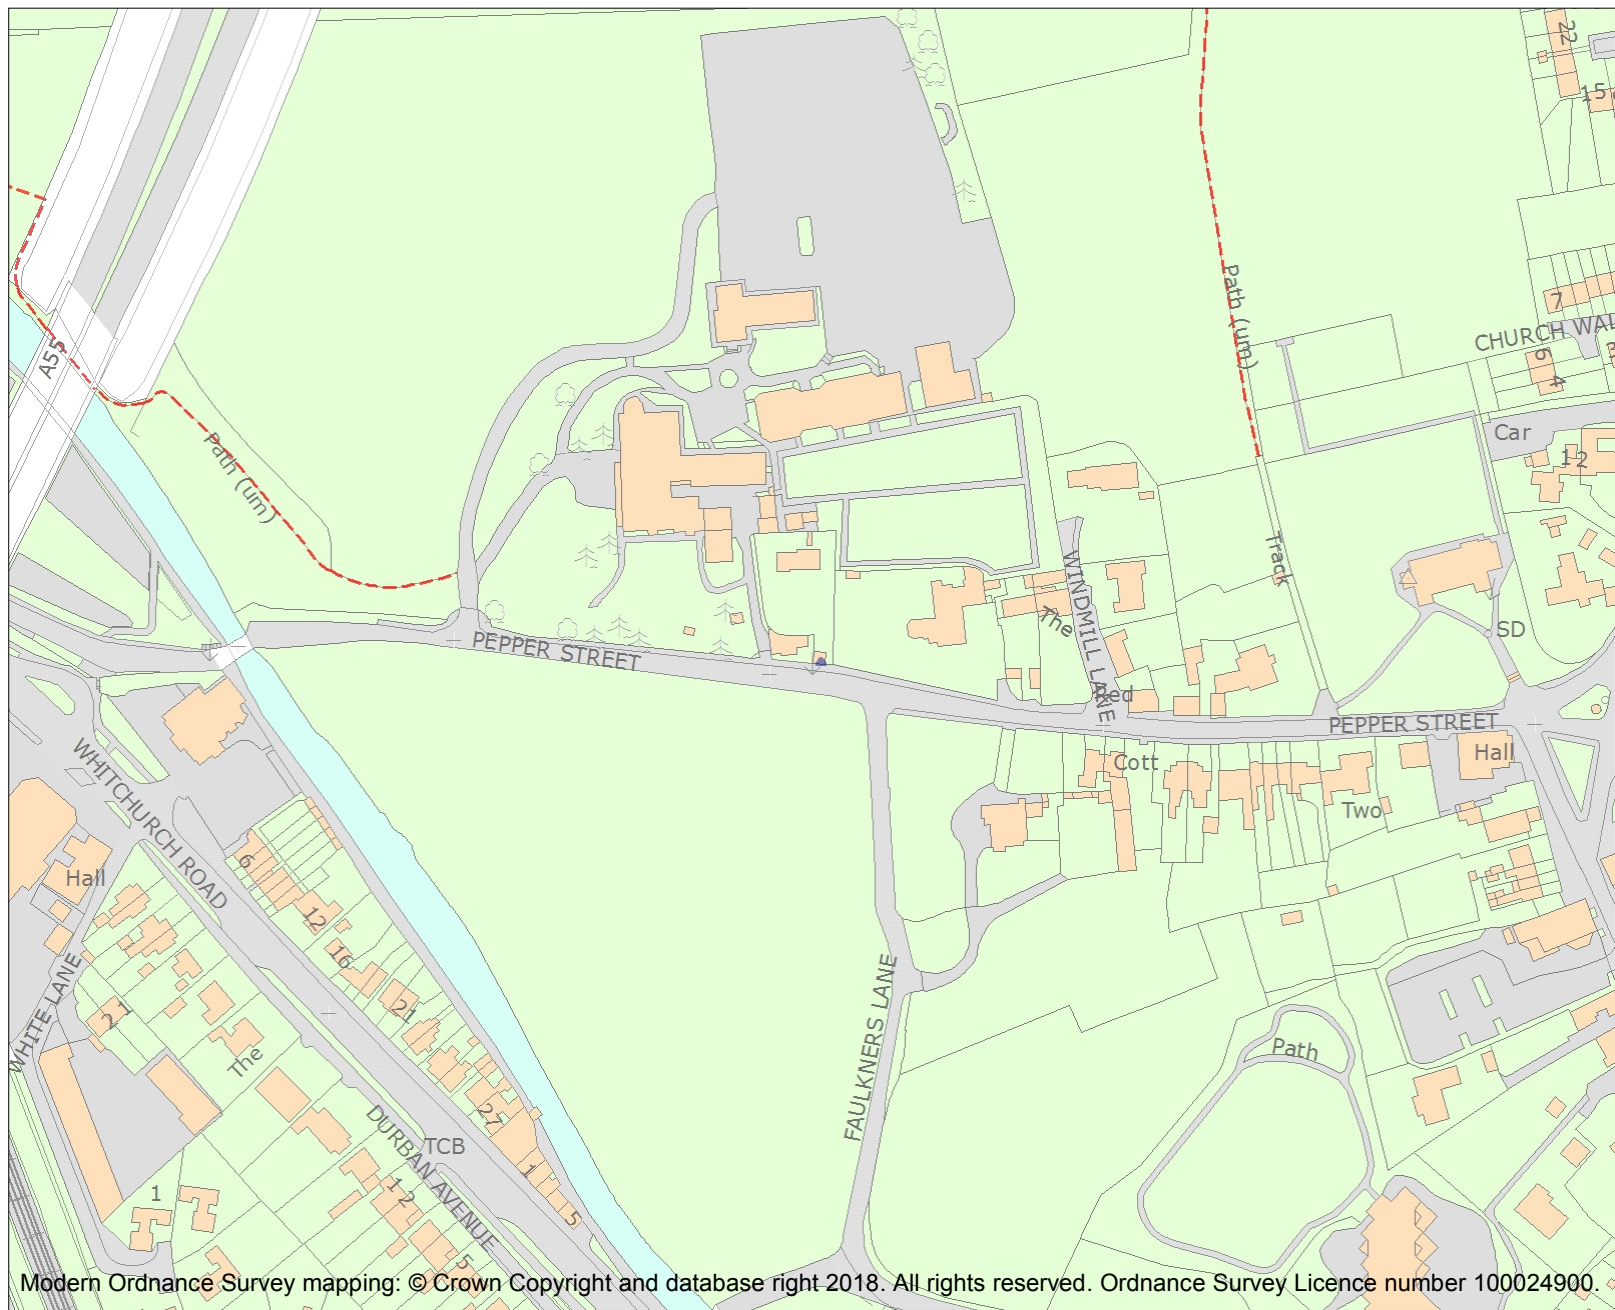 22
15
7
CHURCH WAL
6
4
3
Car
12
A55
Path (um)
Path (um)
Track
WINDMILL LANE
The
SD
PEPPER STREET
Red
PEPPER STREET
Hall
Cott
Two
WHITCHURCH ROAD
Hall
6
12
16
21
WHITE LANE
21
The
27
FAULKNERS LANE
Path
DURBAN AVENUE
TCB
1
5
12
1
5
Modern Ordnance Survey mapping: © Crown Copyright and database right 2018. All rights reserved. Ordnance Survey Licence number 100024900.